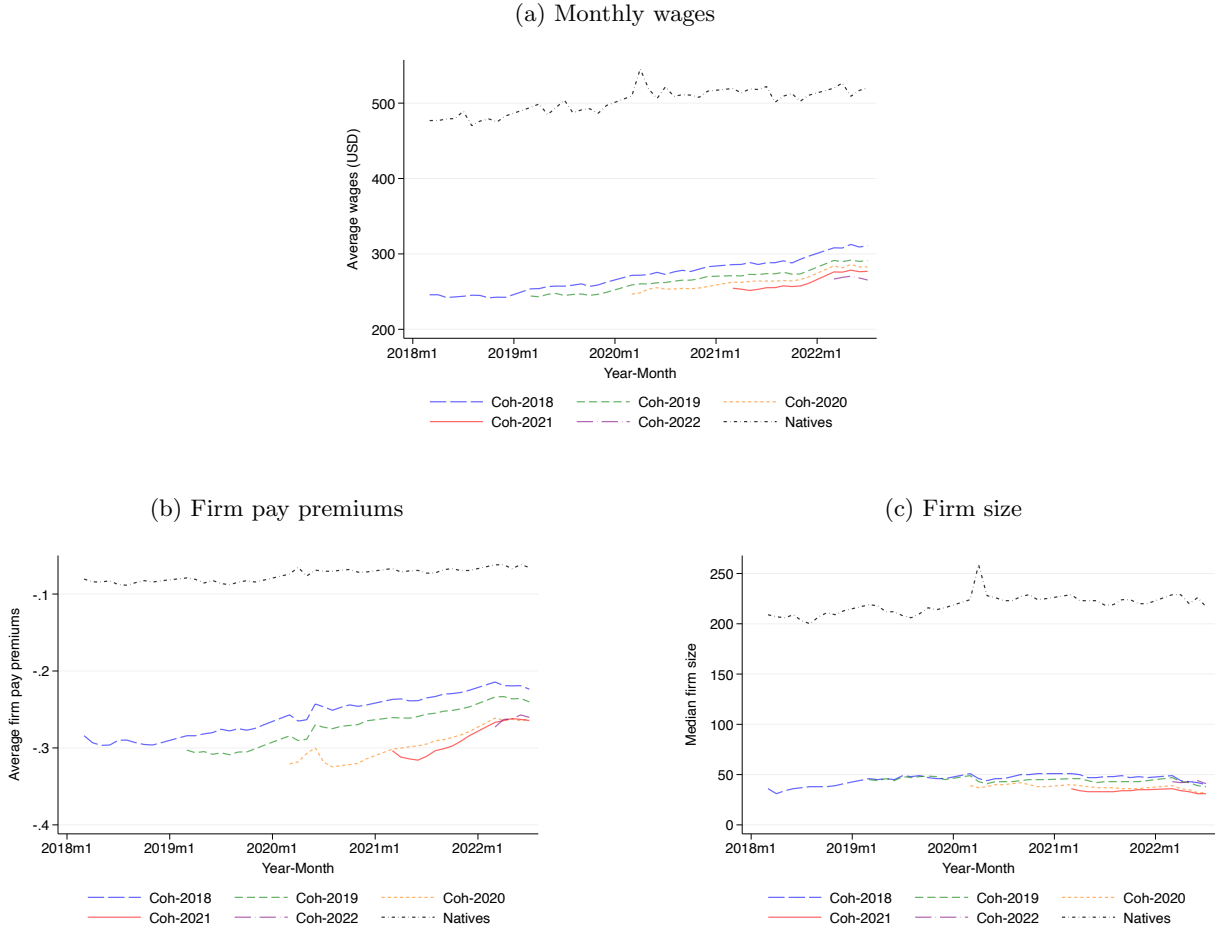 (a) Monthly wages
Average wages (USD)
500
400
300
200
2018m1 2019m1 2020m1 2021m1 2022m1
Year-Month
Coh-2018 Coh-2019 Coh-2020
Coh-2021 Coh-2022 Natives
(b) Firm pay premiums
Average firm pay premiums
-.1
-.2
-.3
-.4
2018m1 2019m1 2020m1 2021m1 2022m1
Year-Month
Coh-2018 Coh-2019 Coh-2020
Coh-2021 Coh-2022 Natives
(c) Firm size
Median firm size
250
200
150
100
50
0
2018m1 2019m1 2020m1 2021m1 2022m1
Year-Month
Coh-2018 Coh-2019 Coh-2020
Coh-2021 Coh-2022 Natives